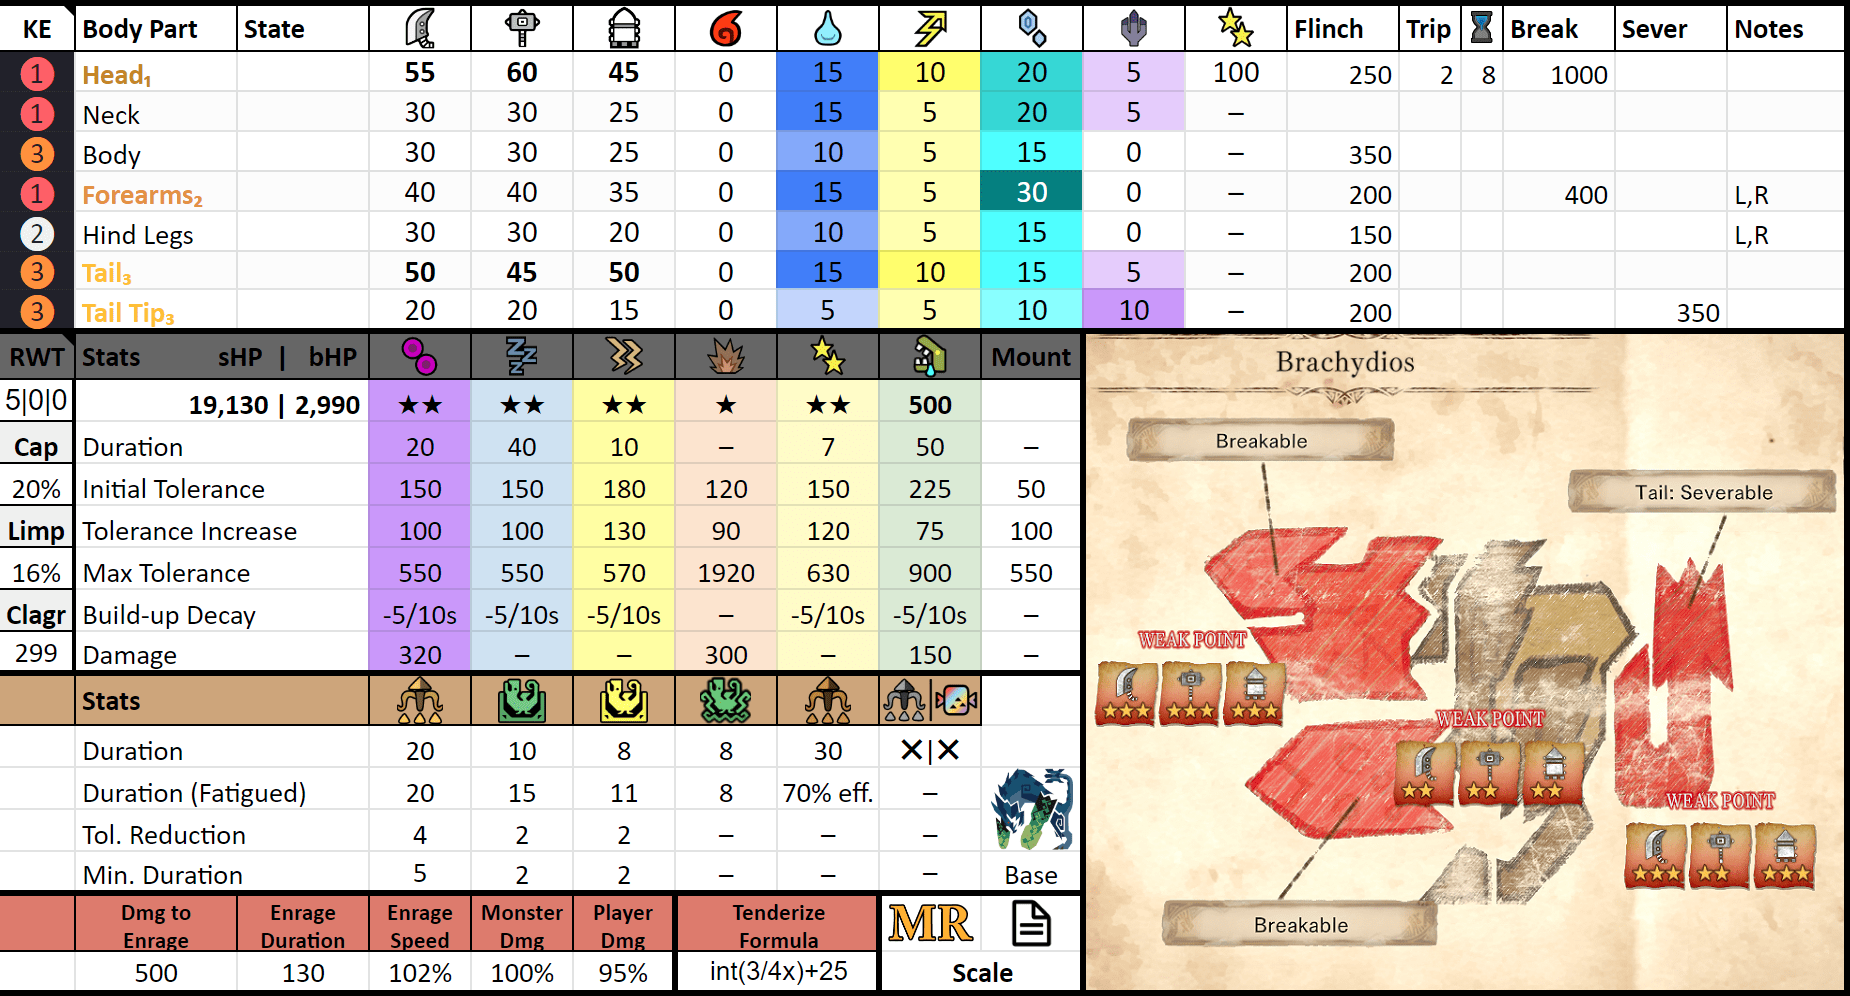 KE Body Part State Flinch Trip Break Sever Notes
1 Head₁ 55 60 45 0 15 10 20 5 100 250 2 8 1000
1 Neck 30 30 25 0 15 5 20 5 –
3 Body 30 30 25 0 10 5 15 0 – 350
1 Forearms₂ 40 40 35 0 15 5 30 0 – 200 400 L,R
2 Hind Legs 30 30 20 0 10 5 15 0 – 150 L,R
3 Tail₃ 50 45 50 0 15 10 15 5 – 200
3 Tail Tip₃ 20 20 15 0 5 5 10 10 – 200 350
RWT Stats sHP | bHP Mount
5|0|0 19,130 | 2,990 ★★ ★★ ★★ ★ ★★ 500
Cap Duration 20 40 10 – 7 50 –
20% Initial Tolerance 150 150 180 120 150 225 50
Limp Tolerance Increase 100 100 130 90 120 75 100
16% Max Tolerance 550 550 570 1920 630 900 550
Clagr Build-up Decay -5/10s -5/10s -5/10s – -5/10s -5/10s –
299 Damage 320 – – 300 – 150
Stats
Duration 20 10 8 8 30 ✕|✕
Duration (Fatigued) 20 15 11 8 70% eff. –
Tol. Reduction 4 2 2 – – –
Min. Duration 5 2 2 – – – Base
Dmg to Enrage Enrage Monster Player Tenderize MR
Enrage Duration Speed Dmg Dmg Formula
500 130 102% 100% 95% int(3/4x)+25 Scale
Brachydios
Breakable
Tail: Severable
WEAK POINT
WEAK POINT
WEAK POINT
Breakable